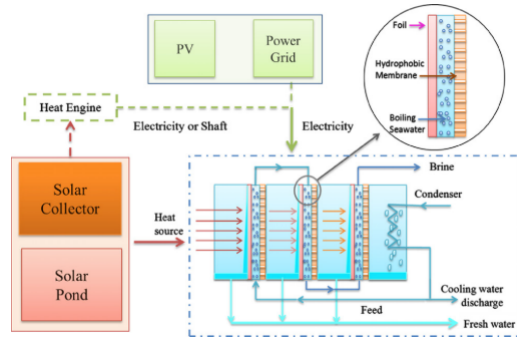 PV
Power
Grid
Foil
Hydrophobic
Membrane
Boiling
Seawater
Heat Engine
Electricity or Shaft
Electricity
Solar
Collector
Heat
source
Solar
Pond
Brine
Condenser
Cooling water
discharge
Feed
Fresh water